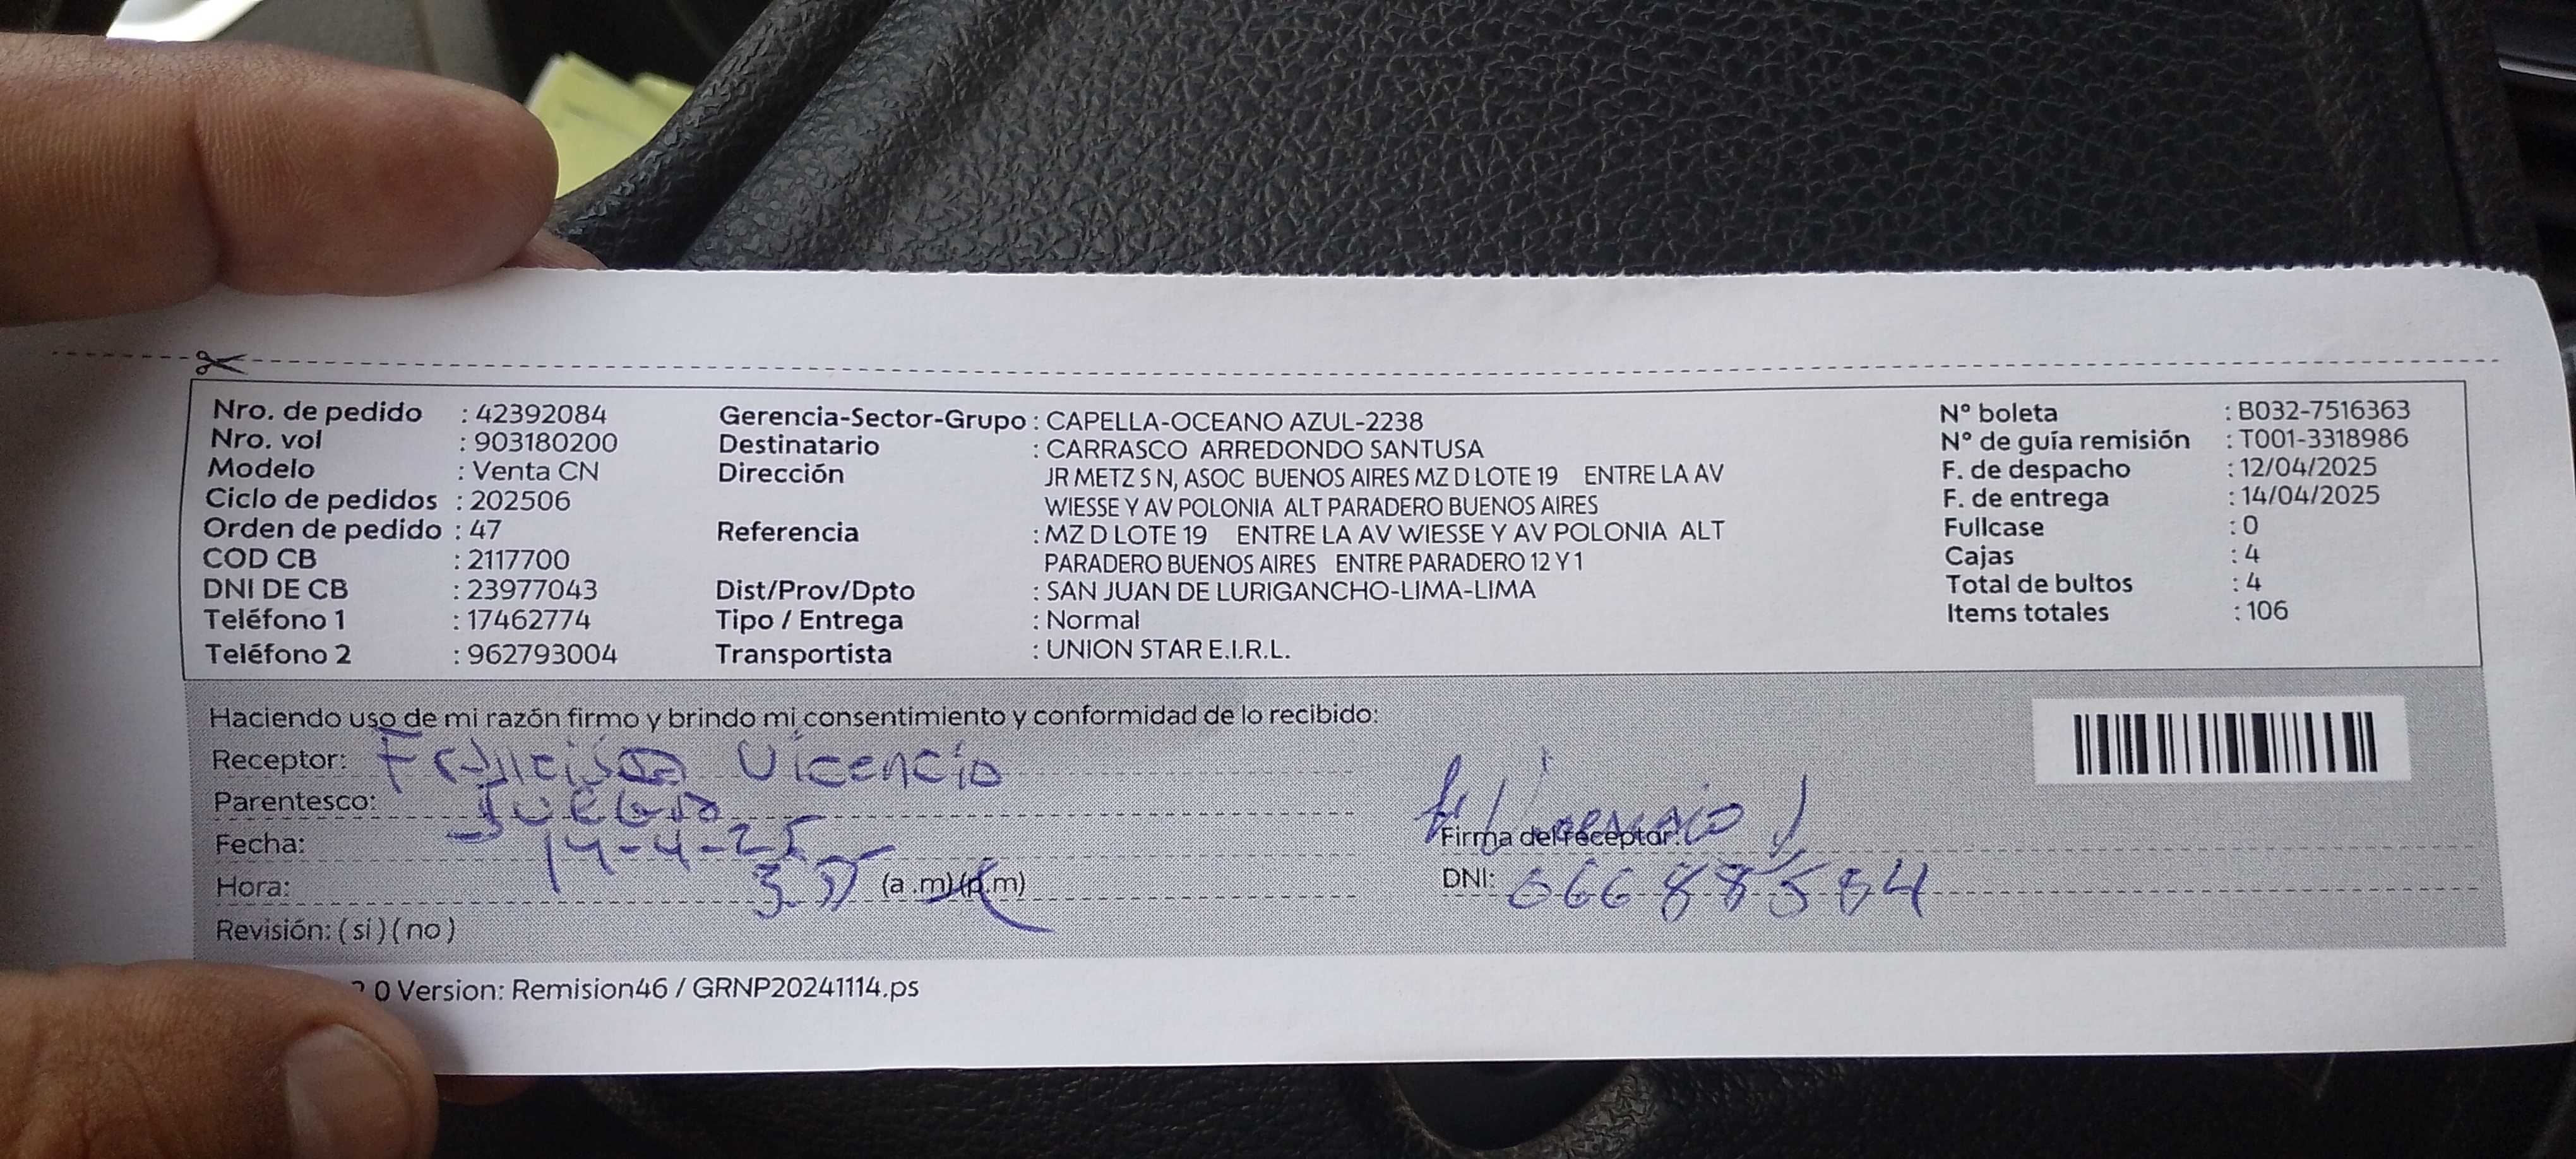 Nro. de pedido : 42392084
Nro. vol : 903180200
Modelo : Venta CN
Ciclo de pedidos : 202506
Orden de pedido : 47
COD CB : 2117700
DNI DE CB : 23977043
Teléfono 1 : 17462774
Teléfono 2 : 962793004
Gerencia-Sector-Grupo : CAPELLA-OCEANO AZUL-2238
Destinatario : CARRASCO ARREDONDO SANTUSA
Dirección JR METZ S N, ASOC BUENOS AIRES MZ D LOTE 19 ENTRE LA AV
WIESSE Y AV POLONIA ALT PARADERO BUENOS AIRES
Referencia : MZ D LOTE 19 ENTRE LA AV WIESSE Y AV POLONIA ALT
PARADERO BUENOS AIRES ENTRE PARADERO 12 Y 1
Dist/Prov/Dpto : SAN JUAN DE LURIGANCHO-LIMA-LIMA
Tipo / Entrega : Normal
Transportista : UNION STAR E.I.R.L.
N° boleta : B032-7516363
N° de guía remisión : T001-3318986
F. de despacho : 12/04/2025
F. de entrega : 14/04/2025
Fullcase : 0
Cajas : 4
Total de bultos : 4
Items totales : 106
Haciendo uso de mi razón firmo y brindo mi consentimiento y conformidad de lo recibido:
Receptor: Vicencio
Parentesco: Suegro
Fecha: 14-4-25
Hora: (a.m) (p.m)
Revisión: ( si ) ( no )
Firma del receptor:
DNI:
0 Version: Remision46 / GRNP20241114.ps